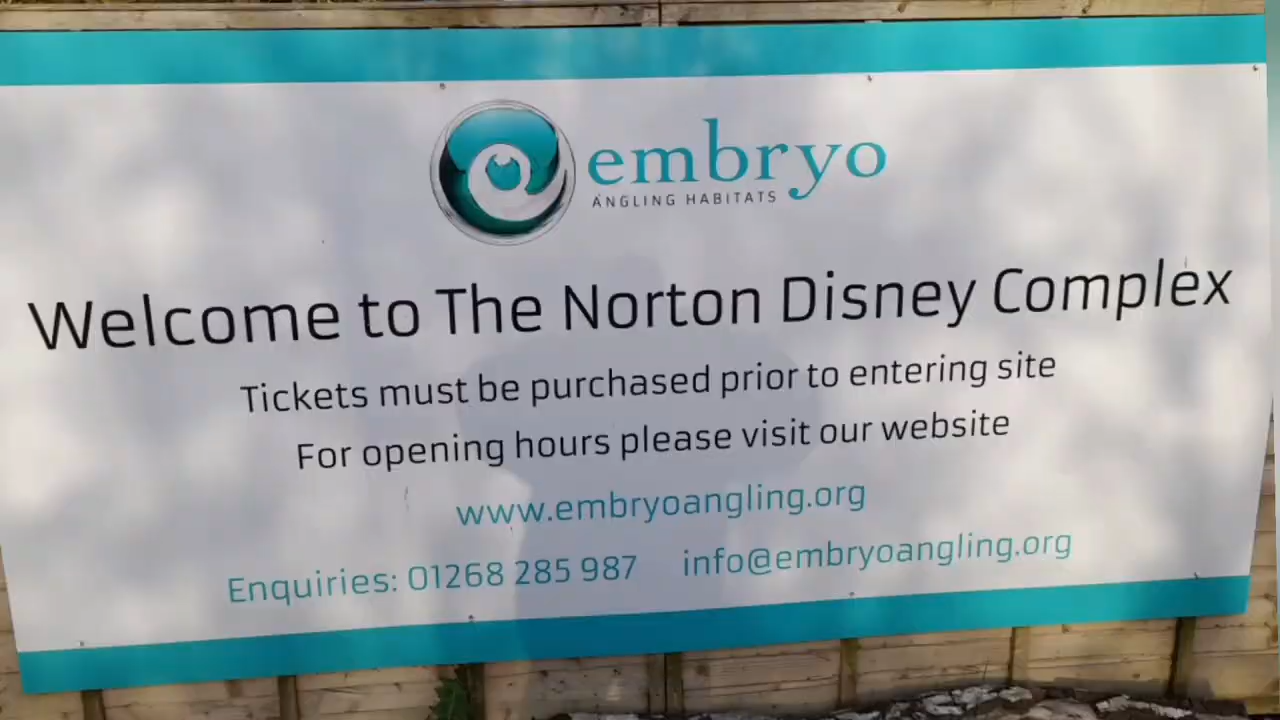 embryo
ANGLING HABITATS
Welcome to The Norton Disney Complex
Tickets must be purchased prior to entering site
For opening hours please visit our website
www.embryoangling.org
Enquiries: 01268 285 987 info@embryoangling.org